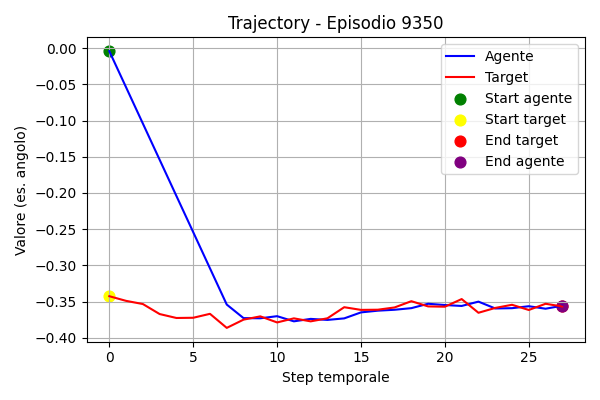 Trajectory - Episodio 9350
Valore (es. angolo)
0.00
−0.05
−0.10
−0.15
−0.20
−0.25
−0.30
−0.35
−0.40
Agente
Target
Start agente
Start target
End target
End agente
0 5 10 15 20 25
Step temporale